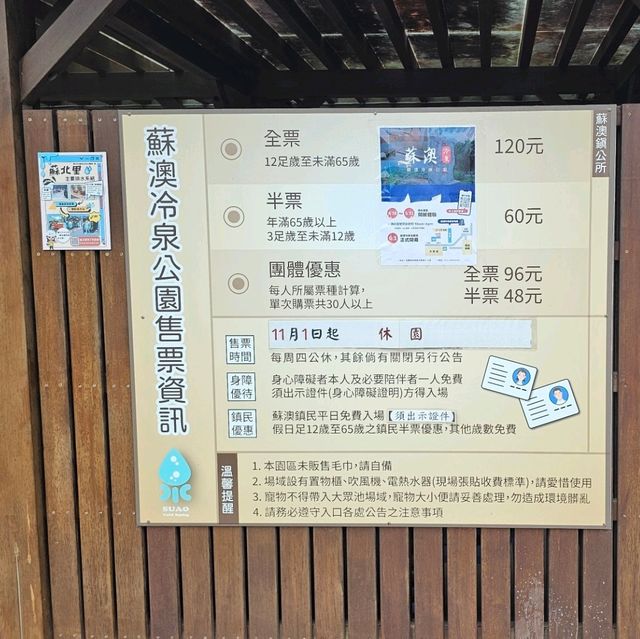 蘇澳冷泉公園售票資訊
SUAO
Cold Spring
蘇澳鎮公所
全票
12足歲至未滿65歲
120元
半票
年滿65歲以上
3足歲至未滿12歲
60元
團體優惠
每人所屬票種計算，
單次購票共30人以上
全票 96元
半票 48元
售票
時間
11月1日起 休 園
每周四公休，其餘倘有關閉另行公告
身障
優待
身心障礙者本人及必要陪伴者一人免費
須出示證件(身心障礙證明)方得入場
鎮民
優惠
蘇澳鎮民平日免費入場【須出示證件】
假日足12歲至65歲之鎮民半票優惠，其他歲數免費
溫馨提醒
1. 本園區未販售毛巾，請自備
2. 場域設有置物櫃、吹風機、電熱水器(現場張貼收費標準)，請愛惜使用
3. 寵物不得帶入大眾池場域，寵物大小便請妥善處理，勿造成環境髒亂
4. 請務必遵守入口各處公告之注意事項
蘇澳
蘇北里